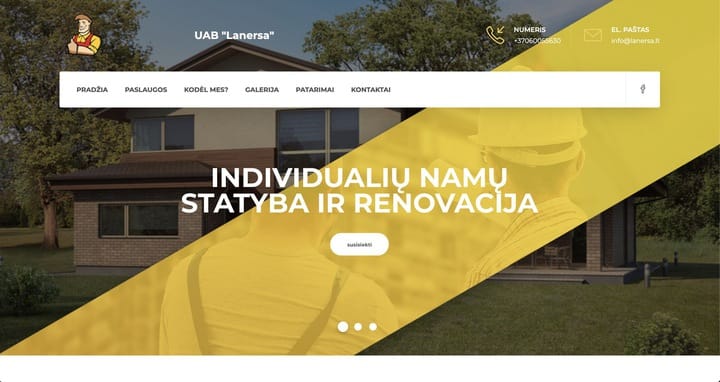 UAB "Lanersa"
NUMERIS
+37060055630
EL. PAŠTAS
info@lanersa.lt
PRADŽIA PASLAUGOS KODĖL MES? GALERIJA PATARIMAI KONTAKTAI
INDIVIDUALIŲ NAMŲ
STATYBA IR RENOVACIJA
susisiekti